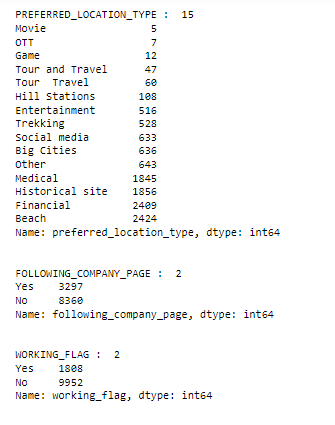 PREFERRED_LOCATION_TYPE :  15
Movie                 5
OTT                   7
Game                 12
Tour and Travel      47
Tour  Travel         60
Hill Stations       108
Entertainment       516
Trekking            528
Social media        633
Big Cities          636
Other               643
Medical            1845
Historical site    1856
Financial          2409
Beach              2424
Name: preferred_location_type, dtype: int64
FOLLOWING_COMPANY_PAGE :  2
Yes    3297
No     8360
Name: following_company_page, dtype: int64
WORKING_FLAG :  2
Yes    1808
No     9952
Name: working_flag, dtype: int64